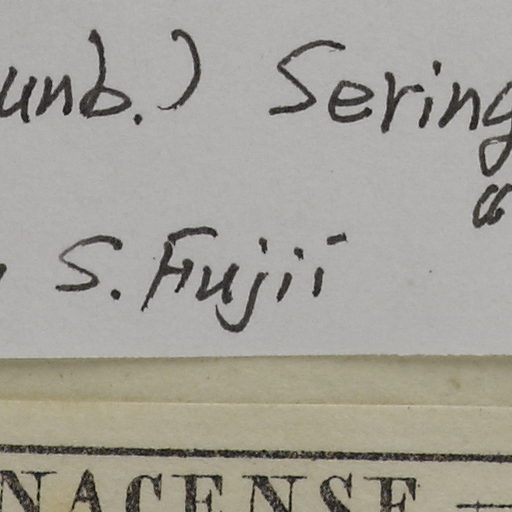 unb.) Sering
“
S. Fujii
NACENSE —